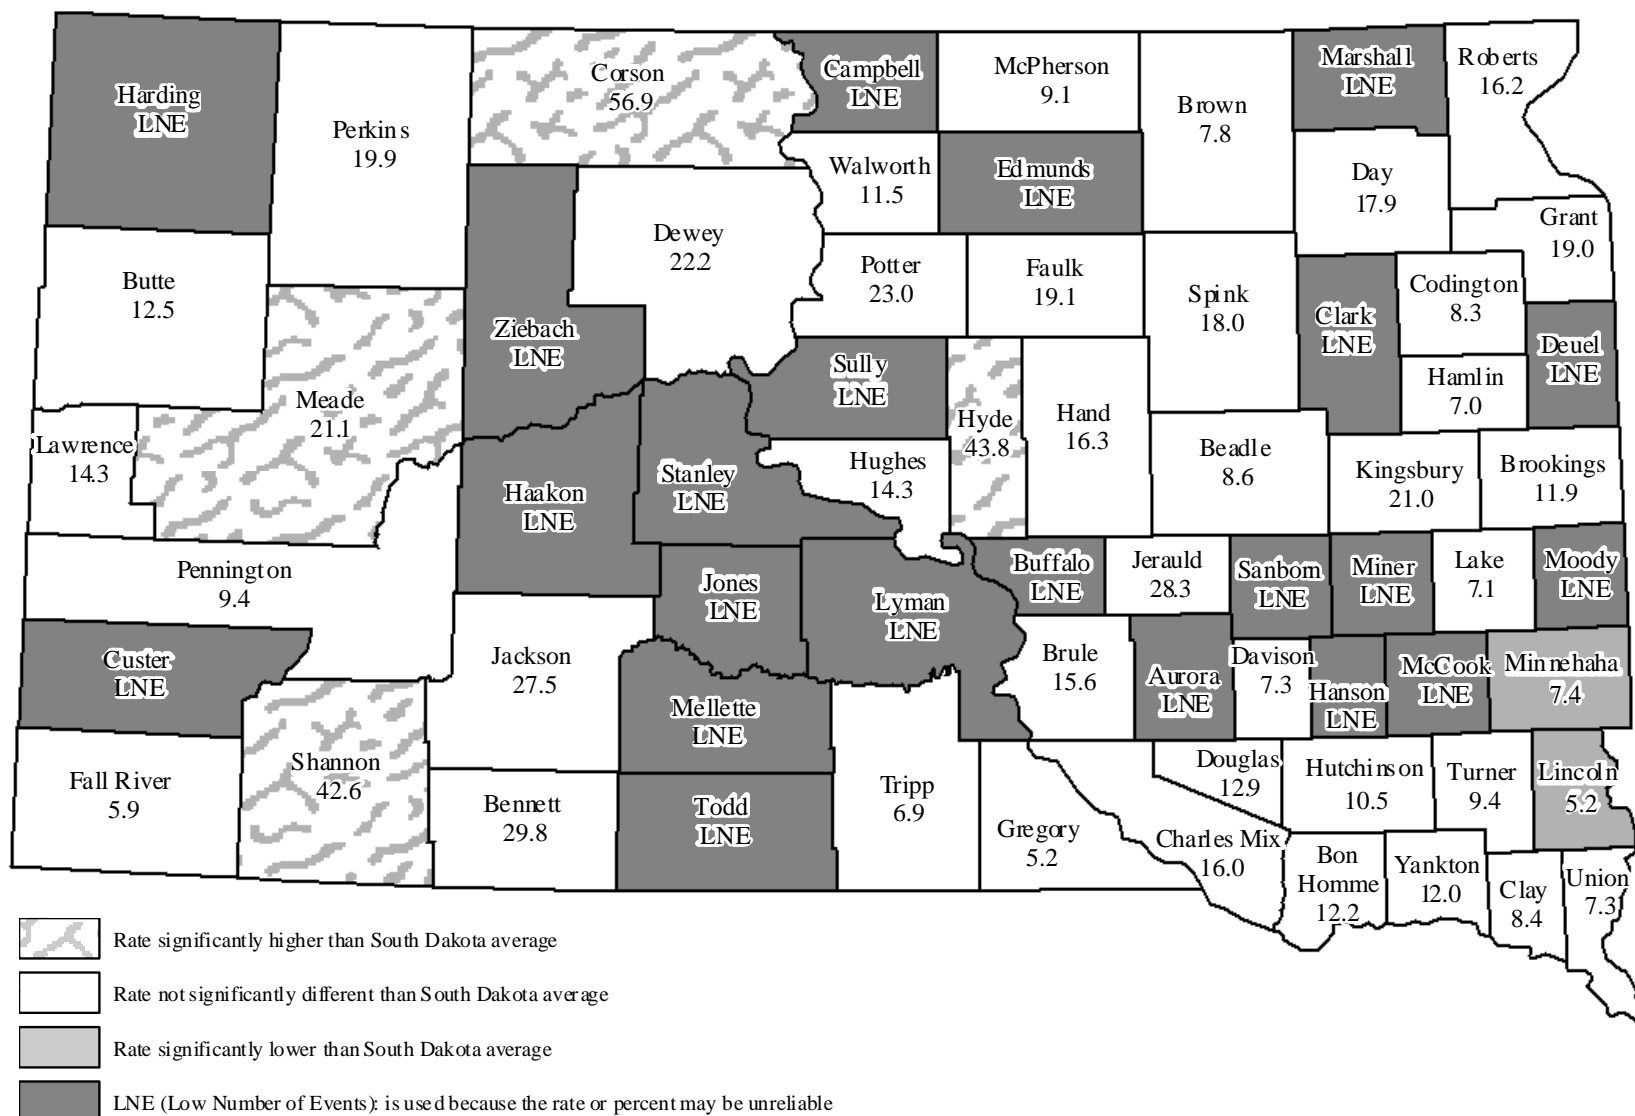 Harding
LNE
Perkins
19.9
Corson
56.9
Campbell
LNE
McPherson
9.1
Brown
7.8
Marshall
LNE
Roberts
16.2
Walworth
11.5
Edmunds
LNE
Day
17.9
Grant
19.0
Butte
12.5
Dewey
22.2
Potter
23.0
Faulk
19.1
Spink
18.0
Clark
LNE
Codington
8.3
Deuel
LNE
Ziebach
LNE
Meade
21.1
Sully
LNE
Hyde
43.8
Hand
16.3
Hamlin
7.0
Lawrence
14.3
Haakon
LNE
Stanley
LNE
Hughes
14.3
Beadle
8.6
Kingsbury
21.0
Brookings
11.9
Pennington
9.4
Jones
LNE
Lyman
LNE
Buffalo
LNE
Jerauld
28.3
Sanborn
LNE
Miner
LNE
Lake
7.1
Moody
LNE
Custer
LNE
Jackson
27.5
Mellette
LNE
Brule
15.6
Aurora
LNE
Davison
7.3
Hanson
LNE
McCook
LNE
Minnehaha
7.4
Fall River
5.9
Shannon
42.6
Bennett
29.8
Todd
LNE
Tripp
6.9
Gregory
5.2
Douglas
12.9
Charles Mix
16.0
Hutchinson
10.5
Turner
9.4
Lincoln
5.2
Bon
Homme
12.2
Yankton
12.0
Clay
8.4
Union
7.3
Rate significantly higher than South Dakota average
Rate not significantly different than South Dakota average
Rate significantly lower than South Dakota average
LNE (Low Number of Events): is used because the rate or percent may be unreliable